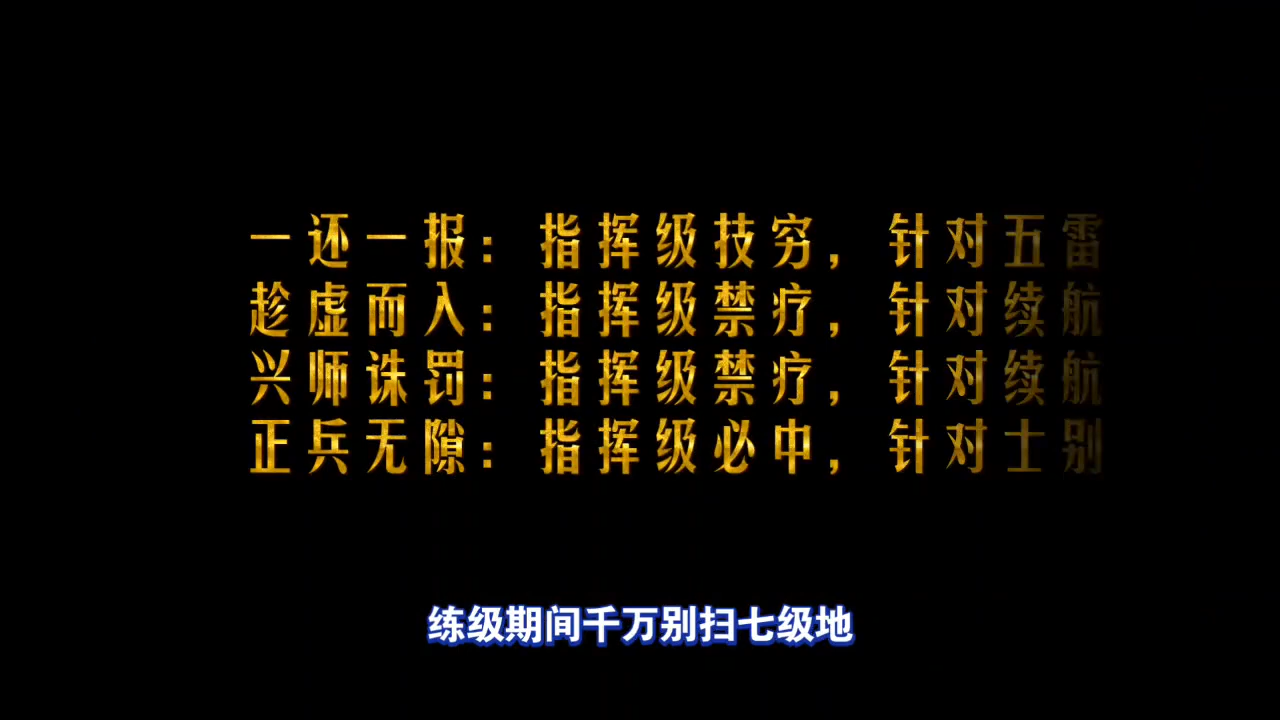 一还一报：指挥级技穷，针对五雷
趁虚而入：指挥级禁疗，针对续航
兴师诛罚：指挥级禁疗，针对续航
正兵无隙：指挥级必中，针对士别
练级期间千万别扫七级地